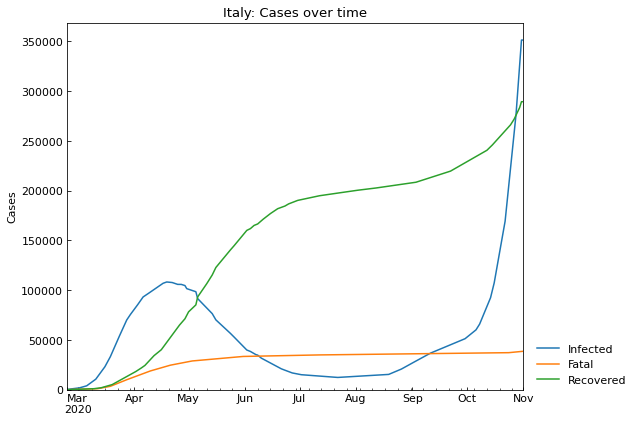 Italy: Cases over time
350000
300000
250000
200000
150000
100000
50000
0
Cases
Mar Apr May Jun Jul Aug Sep Oct Nov
2020
Infected
Fatal
Recovered